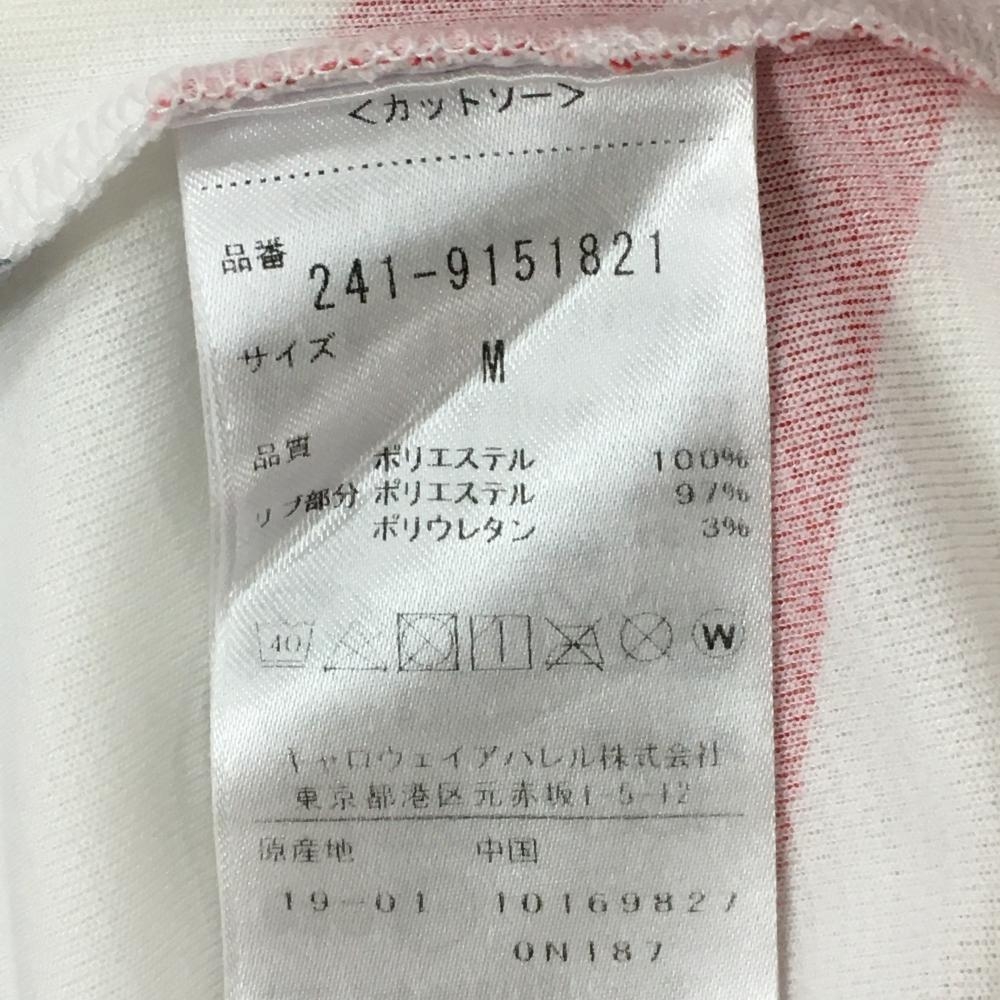 <カットソー>
品番 241-9151821
サイズ M
品質 ポリエステル 100%
リブ部分 ポリエステル 97%
ポリウレタン 3%
40 W
キャロウェイアパレル株式会社
東京都港区元赤坂1-5-12
原産地 中国
19-01 10169827
0N187